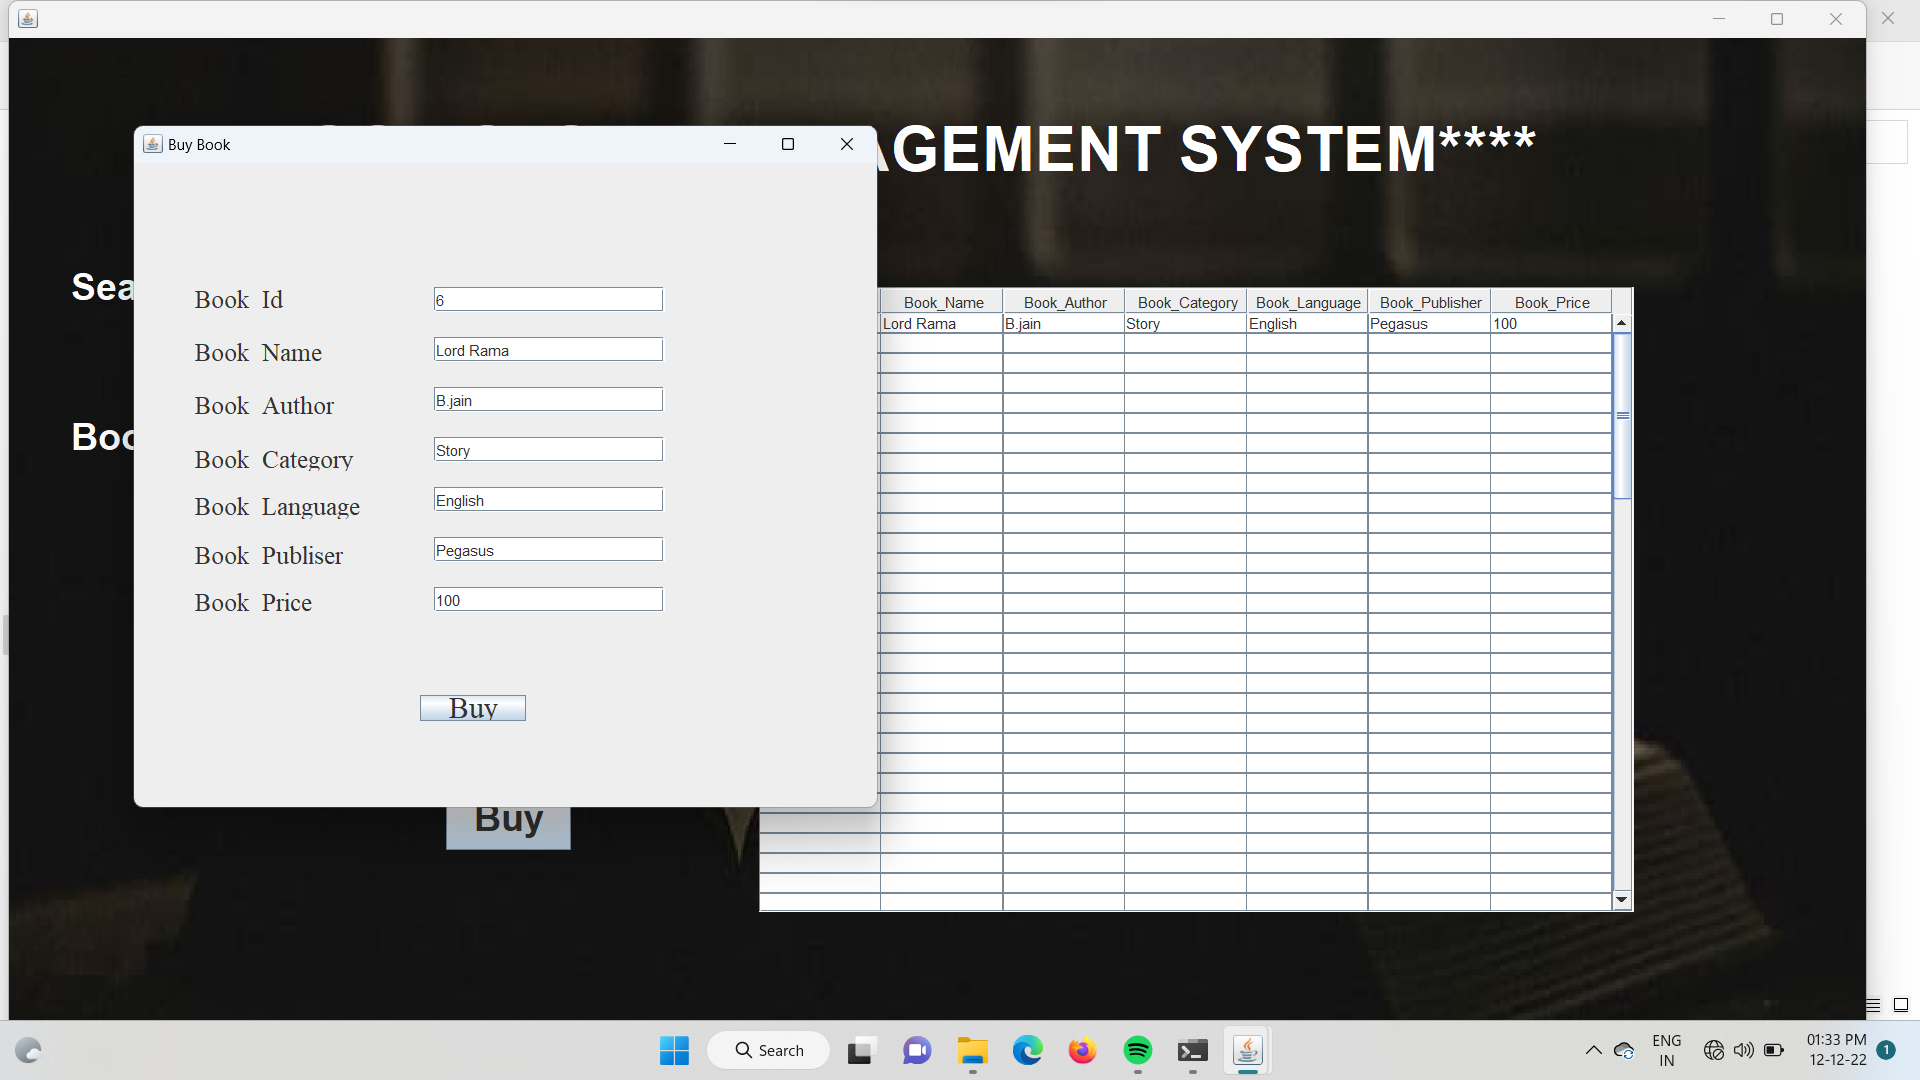 AGEMENT SYSTEM****
Buy Book
Sea
Boo
Book Id
6
Book Name
Lord Rama
Book Author
B.jain
Book Category
Story
Book Language
English
Book Publiser
Pegasus
Book Price
100
Buy
Buy
Book_Name Book_Author Book_Category Book_Language Book_Publisher Book_Price
Lord Rama B.jain Story English Pegasus 100
Search
ENG
IN
01:33 PM
12-12-22
1